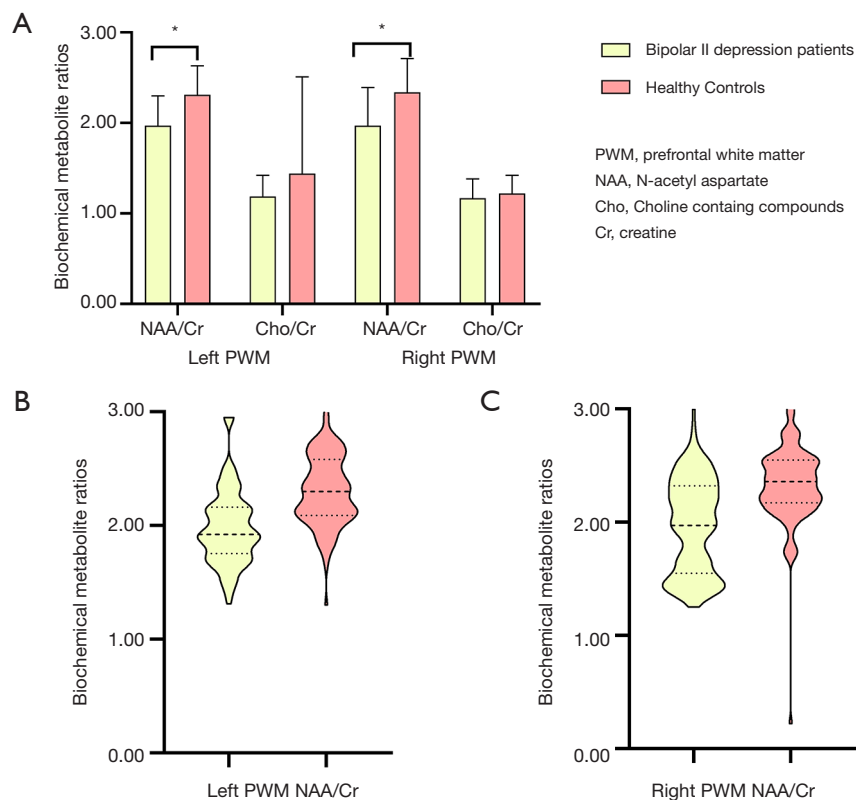 A
Biochemical metabolite ratios
3.00
2.00
1.00
0.00
*
*
NAA/Cr
Cho/Cr
NAA/Cr
Cho/Cr
Left PWM
Right PWM
Bipolar II depression patients
Healthy Controls
PWM, prefrontal white matter
NAA, N-acetyl aspartate
Cho, Choline containg compounds
Cr, creatine
B
Biochemical metabolite ratios
3.00
2.00
1.00
0.00
Left PWM NAA/Cr
C
Biochemical metabolite ratios
3.00
2.00
1.00
0.00
Right PWM NAA/Cr